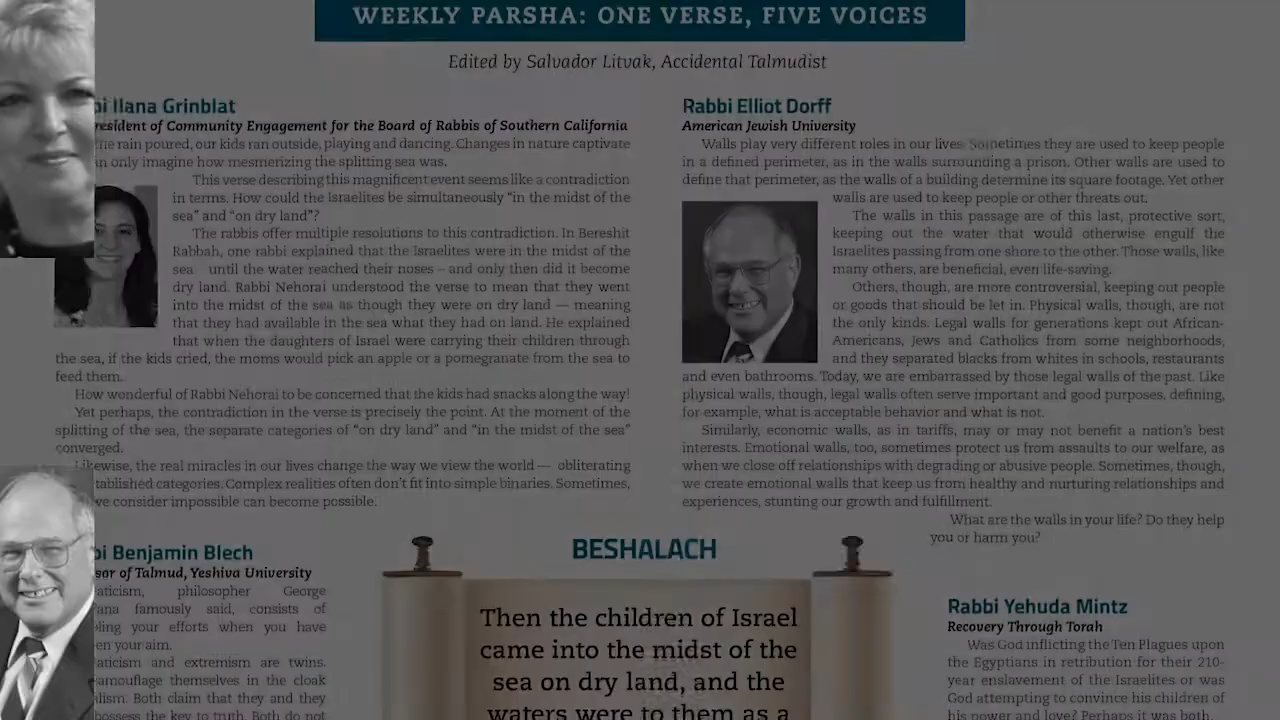 WEEKLY PARSHA: ONE VERSE, FIVE VOICES
Edited by Salvador Litvak, Accidental Talmudist
Ilana Grinblat
resident of Community Engagement for the Board of Rabbis of Southern California
rain poured, our kids ran outside, playing and dancing. Changes in nature captivate
only imagine how mesmerizing the splitting sea was.
This verse describing this magnificent event seems like a contradiction
in terms. How could the Israelites be simultaneously “in the midst of the
sea” and “on dry land”?
The rabbis offer multiple resolutions to this contradiction. In Bereshit
Rabbah, one rabbi explained that the Israelites were in the midst of the
sea until the water reached their noses – and only then did it become
dry land. Rabbi Nehorai understood the verse to mean that they went
into the midst of the sea as though they were on dry land — meaning
that they had available in the sea what they had on land. He explained
that when the daughters of Israel were carrying their children through
the sea, if the kids cried, the moms would pick an apple or a pomegranate from the sea to
feed them.
How wonderful of Rabbi Nehorai to be concerned that the kids had snacks along the way!
Yet perhaps, the contradiction in the verse is precisely the point. At the moment of the
splitting of the sea, the separate categories of “on dry land” and “in the midst of the sea”
converged.
Likewise, the real miracles in our lives change the way we view the world — obliterating
tablished categories. Complex realities often don’t fit into simple binaries. Sometimes,
we consider impossible can become possible.
Rabbi Elliot Dorff
American Jewish University
Walls play very different roles in our lives. Sometimes they are used to keep people
in a defined perimeter, as in the walls surrounding a prison. Other walls are used to
define that perimeter, as the walls of a building determine its square footage. Yet other
walls are used to keep people or other threats out.
The walls in this passage are of this last, protective sort,
keeping out the water that would otherwise engulf the
Israelites passing from one shore to the other. Those walls, like
many others, are beneficial, even life-saving.
Others, though, are more controversial, keeping out people
or goods that should be let in. Physical walls, though, are not
the only kinds. Legal walls for generations kept out African-
Americans, Jews and Catholics from some neighborhoods,
and they separated blacks from whites in schools, restaurants
and even bathrooms. Today, we are embarrassed by those legal walls of the past. Like
physical walls, though, legal walls often serve important and good purposes, defining,
for example, what is acceptable behavior and what is not.
Similarly, economic walls, as in tariffs, may or may not benefit a nation’s best
interests. Emotional walls, too, sometimes protect us from assaults to our welfare, as
when we close off relationships with degrading or abusive people. Sometimes, though,
we create emotional walls that keep us from healthy and nurturing relationships and
experiences, stunting our growth and fulfillment.
What are the walls in your life? Do they help
you or harm you?
Benjamin Blech
sor of Talmud, Yeshiva University
aticism, philosopher George
ana famously said, consists of
ling your efforts when you have
en your aim.
aticism and extremism are twins.
amouflage themselves in the cloak
lism. Both claim that they and they
possess the key to truth. Both do not
BESHALACH
Then the children of Israel
came into the midst of the
sea on dry land, and the
waters were to them as a
Rabbi Yehuda Mintz
Recovery Through Torah
Was God inflicting the Ten Plagues upon
the Egyptians in retribution for their 210-
year enslavement of the Israelites or was
God attempting to convince his children of
his power and love? Perhaps it was both.